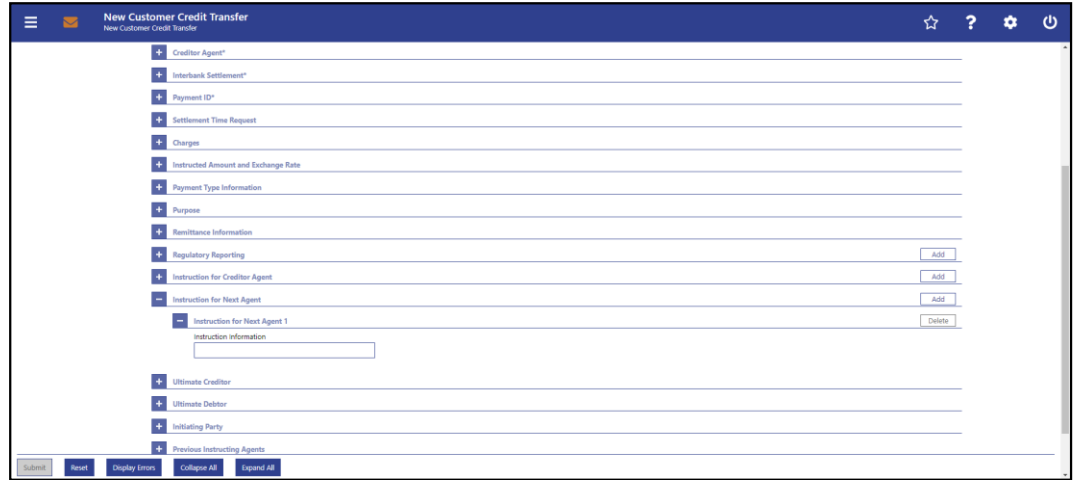 New Customer Credit Transfer
New Customer Credit Transfer
?
Creditor Agent*
Interbank Settlement*
Payment ID*
Settlement Time Request
Charges
Instructed Amount and Exchange Rate
Payment Type Information
Purpose
Remittance Information
Regulatory Reporting Add
Instruction for Creditor Agent Add
Instruction for Next Agent Add
Instruction for Next Agent 1 Delete
Instruction Information
Ultimate Creditor
Ultimate Debtor
Initiating Party
Previous Instructing Agents
Submit Reset Display Errors Collapse All Expand All